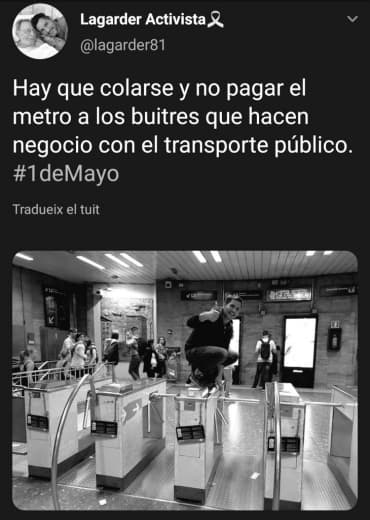 Lagarder Activista🎗
@lagarder81
Hay que colarse y no pagar el
metro a los buitres que hacen
negocio con el transporte público.
#1deMayo
Tradueix el tuit